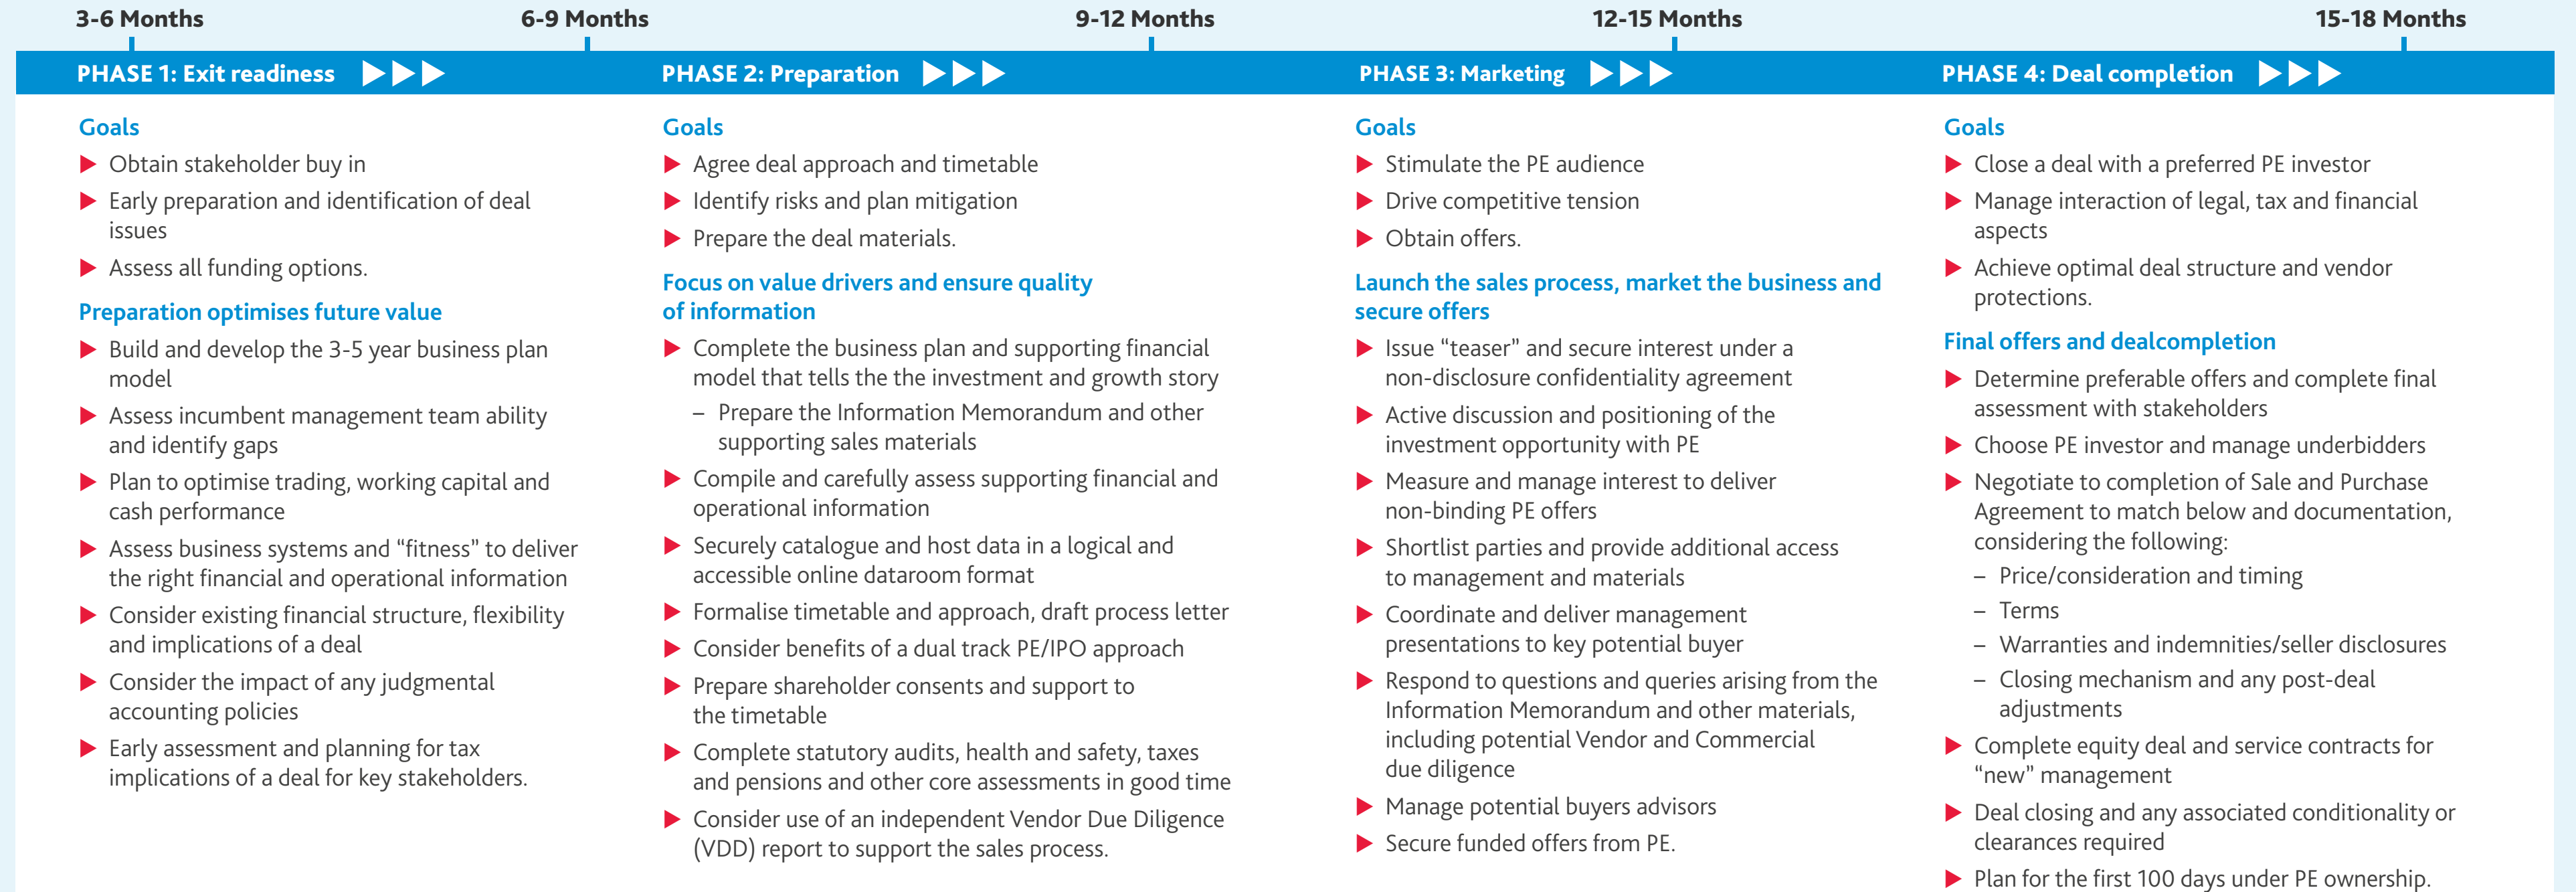 3-6 Months
6-9 Months
9-12 Months
12-15 Months
15-18 Months
PHASE 1: Exit readiness
PHASE 2: Preparation
PHASE 3: Marketing
PHASE 4: Deal completion
Goals
Obtain stakeholder buy in
Early preparation and identification of deal
issues
Assess all funding options.
Preparation optimises future value
Build and develop the 3-5 year business plan
model
Assess incumbent management team ability
and identify gaps
Plan to optimise trading, working capital and
cash performance
Assess business systems and “fitness” to deliver
the right financial and operational information
Consider existing financial structure, flexibility
and implications of a deal
Consider the impact of any judgmental
accounting policies
Early assessment and planning for tax
implications of a deal for key stakeholders.
Goals
Agree deal approach and timetable
Identify risks and plan mitigation
Prepare the deal materials.
Focus on value drivers and ensure quality
of information
Complete the business plan and supporting financial
model that tells the the investment and growth story
– Prepare the Information Memorandum and other
supporting sales materials
Compile and carefully assess supporting financial and
operational information
Securely catalogue and host data in a logical and
accessible online dataroom format
Formalise timetable and approach, draft process letter
Consider benefits of a dual track PE/IPO approach
Prepare shareholder consents and support to
the timetable
Complete statutory audits, health and safety, taxes
and pensions and other core assessments in good time
Consider use of an independent Vendor Due Diligence
(VDD) report to support the sales process.
Goals
Stimulate the PE audience
Drive competitive tension
Obtain offers.
Launch the sales process, market the business and
secure offers
Issue “teaser” and secure interest under a
non-disclosure confidentiality agreement
Active discussion and positioning of the
investment opportunity with PE
Measure and manage interest to deliver
non-binding PE offers
Shortlist parties and provide additional access
to management and materials
Coordinate and deliver management
presentations to key potential buyer
Respond to questions and queries arising from the
Information Memorandum and other materials,
including potential Vendor and Commercial
due diligence
Manage potential buyers advisors
Secure funded offers from PE.
Goals
Close a deal with a preferred PE investor
Manage interaction of legal, tax and financial
aspects
Achieve optimal deal structure and vendor
protections.
Final offers and dealcompletion
Determine preferable offers and complete final
assessment with stakeholders
Choose PE investor and manage underbidders
Negotiate to completion of Sale and Purchase
Agreement to match below and documentation,
considering the following:
– Price/consideration and timing
– Terms
– Warranties and indemnities/seller disclosures
– Closing mechanism and any post-deal
adjustments
Complete equity deal and service contracts for
“new” management
Deal closing and any associated conditionality or
clearances required
Plan for the first 100 days under PE ownership.